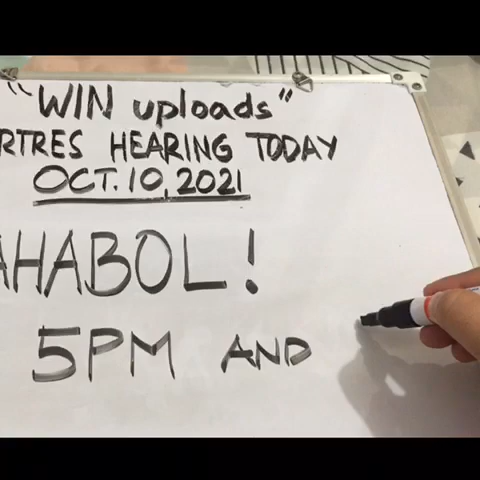 "WIN uploads"
RTRES HEARING TODAY
OCT. 10, 2021
AHABOL!
5PM AND